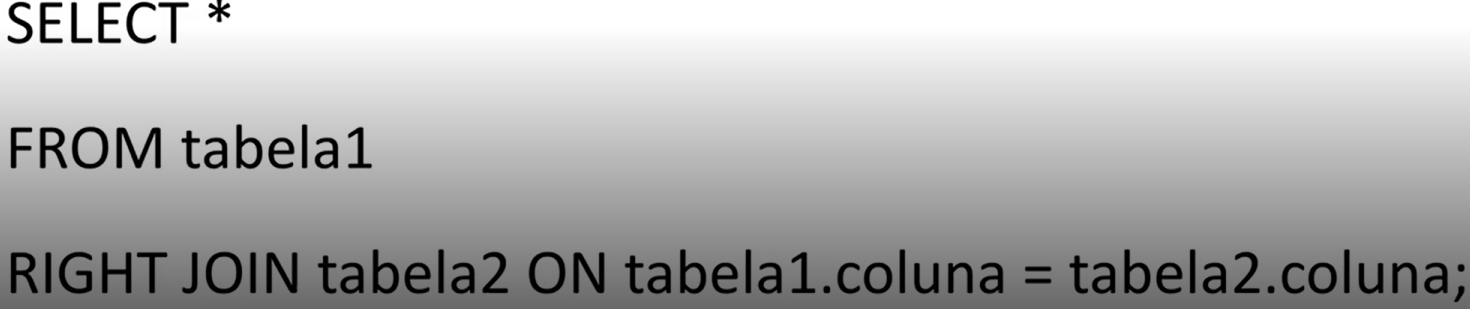 SELECT *
FROM tabela1
RIGHT JOIN tabela2 ON tabela1.coluna = tabela2.coluna;